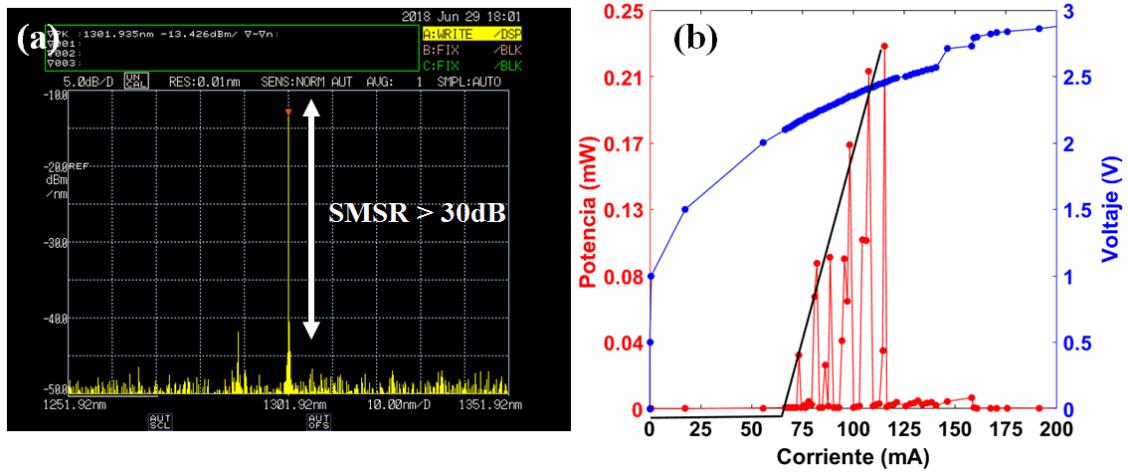 (a)
2018 Jun 29 18:01
▽PK :1301.935nm -13.426dBm/ ▽-▽n:
▽001:
▽002:
▽003:
A:WRITE /DSP
B:FIX /BLK
C:FIX /BLK
5.0dB/D UN CAL RES:0.01nm SENS:NORM AUT AVG: 1 SMPL:AUTO
-10.0
-20.0 REF
dBm
/nm
-30.0
-40.0
-50.0
SMSR > 30dB
1251.92nm 1301.92nm 10.00nm/D 1351.92nm
AUT SCL
AUT OFS
(b)
Potencia (mW)
0.25
0.21
0.17
0.13
0.08
0.04
0
Voltaje (V)
3
2.5
2
1.5
1
0.5
0
0 25 50 75 100 125 150 175 200
Corriente (mA)